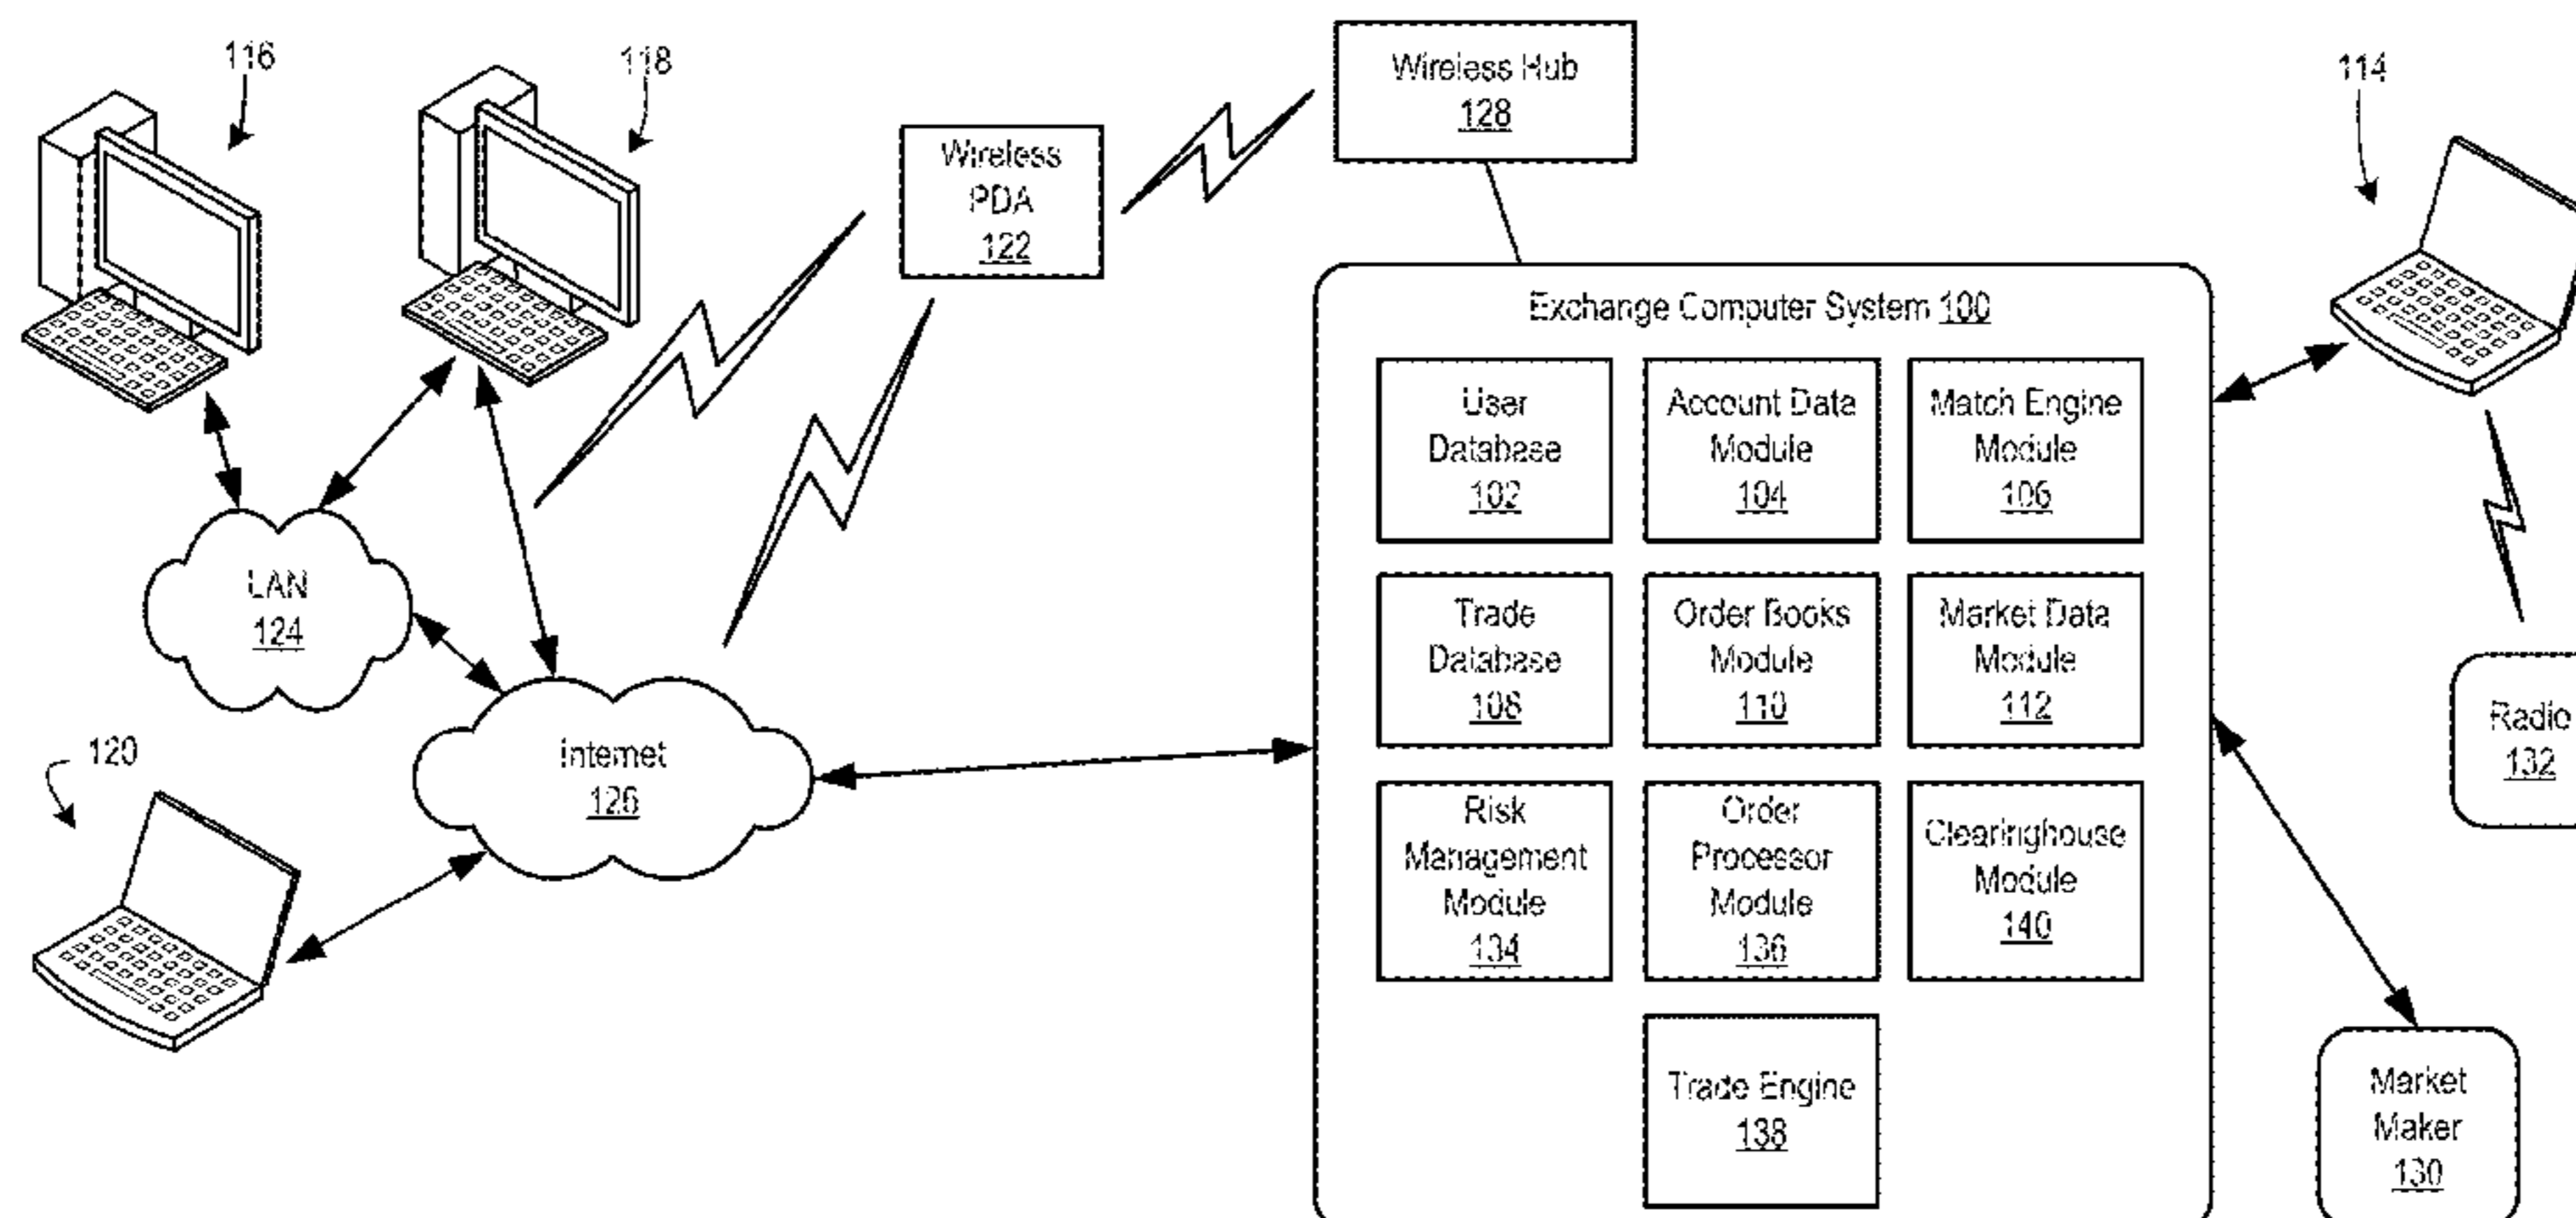 116
118
Wireless Hub
128
114
Wireless
PDA
122
Exchange Computer System 100
User
Database
102
Account Data
Module
104
Match Engine
Module
106
LAN
124
Trade
Database
108
Order Books
Module
110
Market Data
Module
112
Radio
132
120
Internet
126
Risk
Management
Module
134
Order
Processor
Module
136
Clearinghouse
Module
140
Trade Engine
138
Market
Maker
130